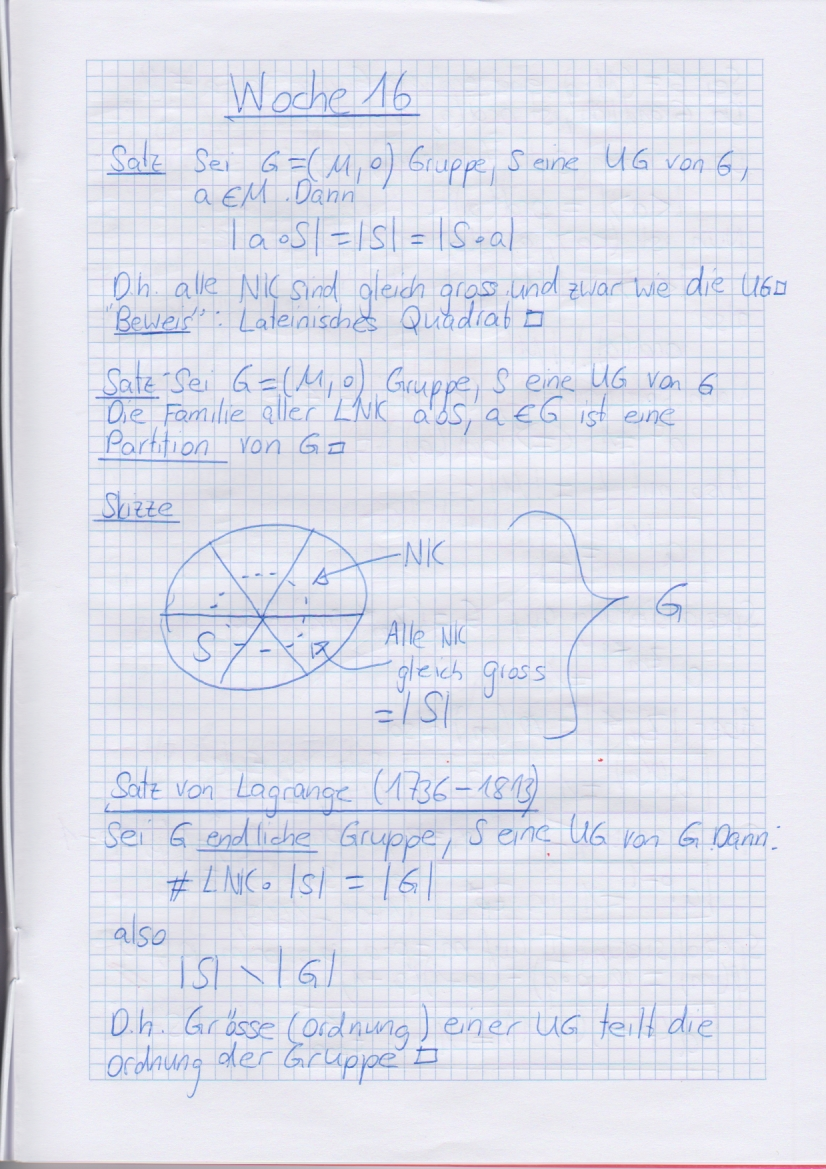 Woche 16
Satz Sei G=(M,∘) Gruppe, S eine UG von G,
a ∈ M. Dann
|a∘S| = |S| = |S∘a|
D.h. alle NK sind gleich gross und zwar wie die UG□
"Beweis": Lateinisches Quadrat □
Satz Sei G=(M,∘) Gruppe, S eine UG von G
Die Familie aller LNK a∘S, a ∈ G ist eine
Partition von G □
Skizze
NK
G
S
Alle NK
gleich gross
=|S|
Satz von Lagrange (1736-1813)
Sei G endliche Gruppe, S eine UG von G. Dann:
# LNK∘ |S| = |G|
also
|S| \ |G|
D.h. Grösse (ordnung) einer UG teilt die
ordnung der Gruppe □